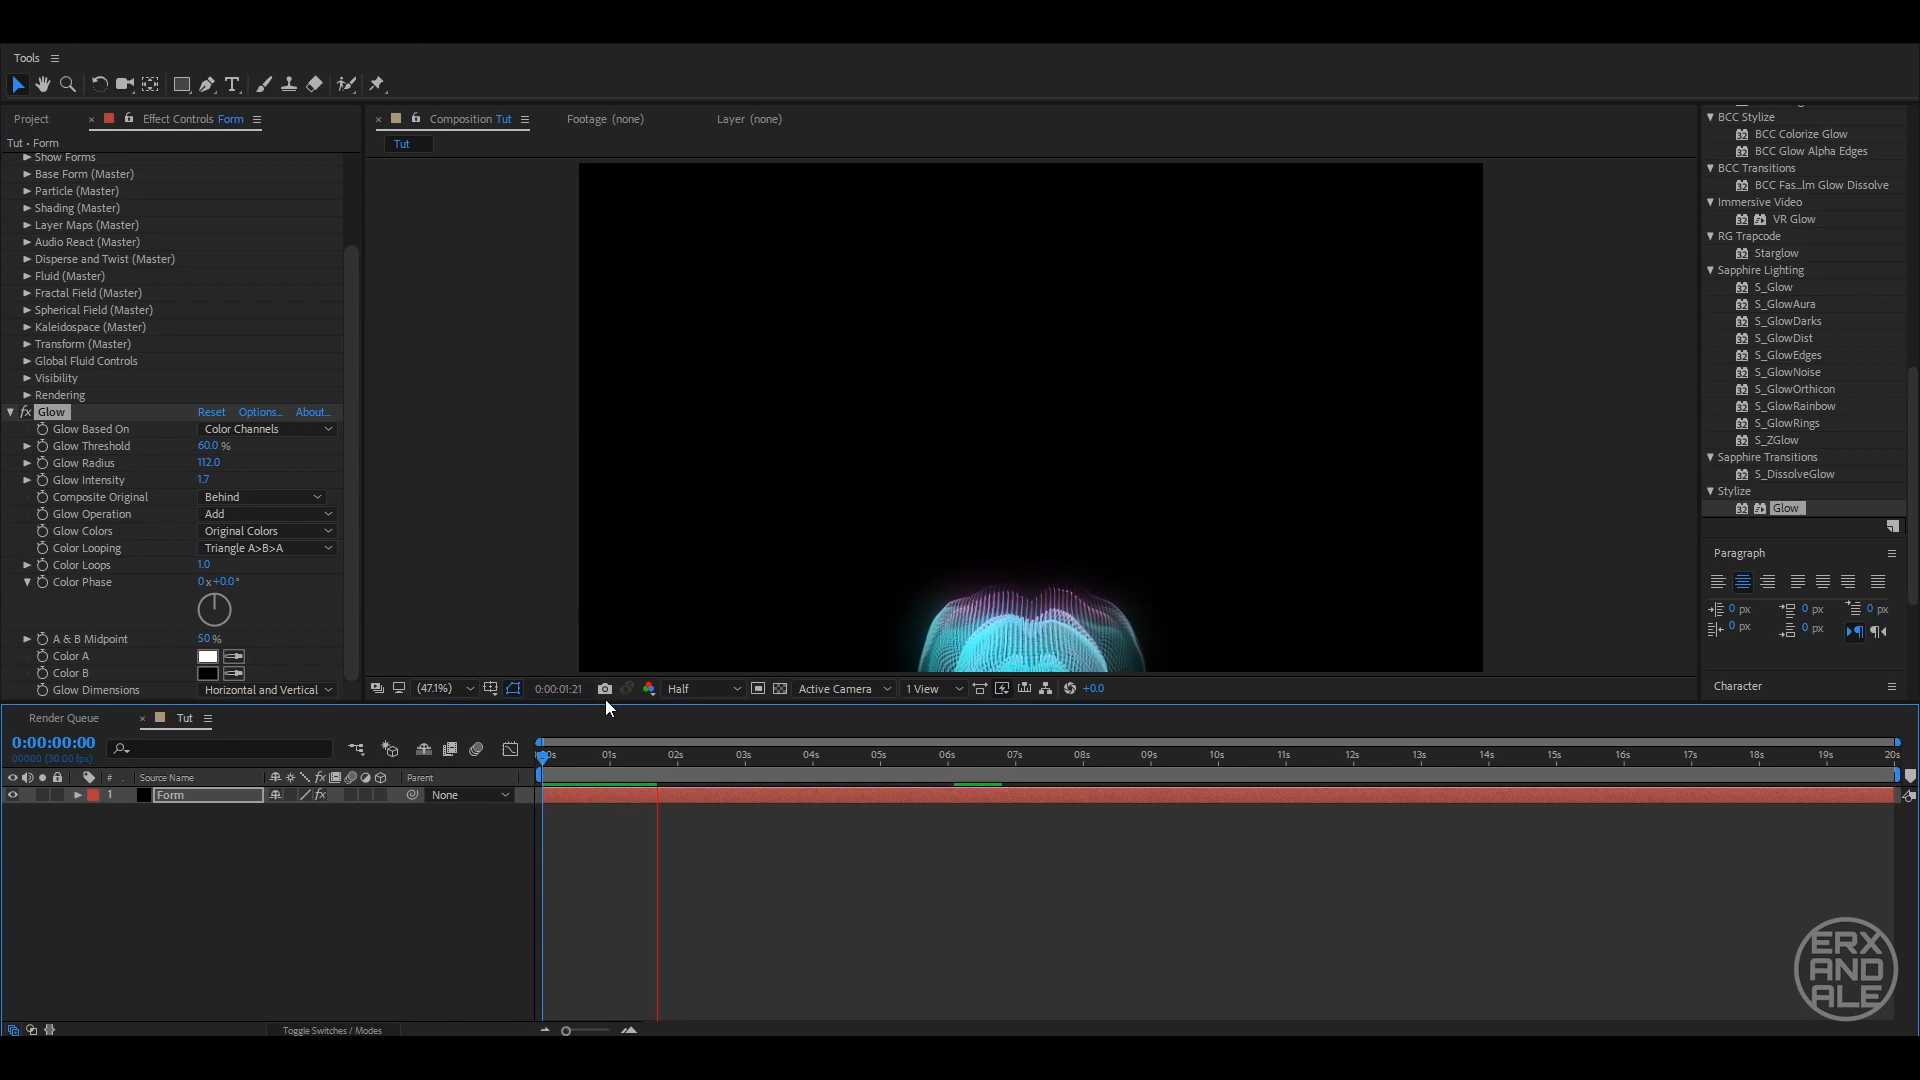 Tools
Project
Effect Controls Form
Composition Tut
Footage (none)
Layer (none)
Tut • Form
Tut
Show Forms
Base Form (Master)
Particle (Master)
Shading (Master)
Layer Maps (Master)
Audio React (Master)
Disperse and Twist (Master)
Fluid (Master)
Fractal Field (Master)
Spherical Field (Master)
Kaleidospace (Master)
Transform (Master)
Global Fluid Controls
Visibility
Rendering
fx Glow Reset Options... About...
Glow Based On Color Channels
Glow Threshold 60.0 %
Glow Radius 112.0
Glow Intensity 1.7
Composite Original Behind
Glow Operation Add
Glow Colors Original Colors
Color Looping Triangle A>B>A
Color Loops 1.0
Color Phase 0x+0.0°
A & B Midpoint 50 %
Color A
Color B
Glow Dimensions Horizontal and Vertical
BCC Stylize
BCC Colorize Glow
BCC Glow Alpha Edges
BCC Transitions
BCC Fas...lm Glow Dissolve
Immersive Video
VR Glow
RG Trapcode
Starglow
Sapphire Lighting
S_Glow
S_GlowAura
S_GlowDarks
S_GlowDist
S_GlowEdges
S_GlowNoise
S_GlowOrthicon
S_GlowRainbow
S_GlowRings
S_ZGlow
Sapphire Transitions
S_DissolveGlow
Stylize
Glow
Paragraph
0 px 0 px 0 px
0 px 0 px
Character
(47.1%) 0:00:01:21 Half Active Camera 1 View +0.0
Render Queue
Tut
0:00:00:00
00000 (30.00 fps)
01s 02s 03s 04s 05s 06s 07s 08s 09s 10s 11s 12s 13s 14s 15s 16s 17s 18s 19s 20s
# Source Name fx Parent
1 Form fx None
Toggle Switches / Modes
ERX
AND
ALE